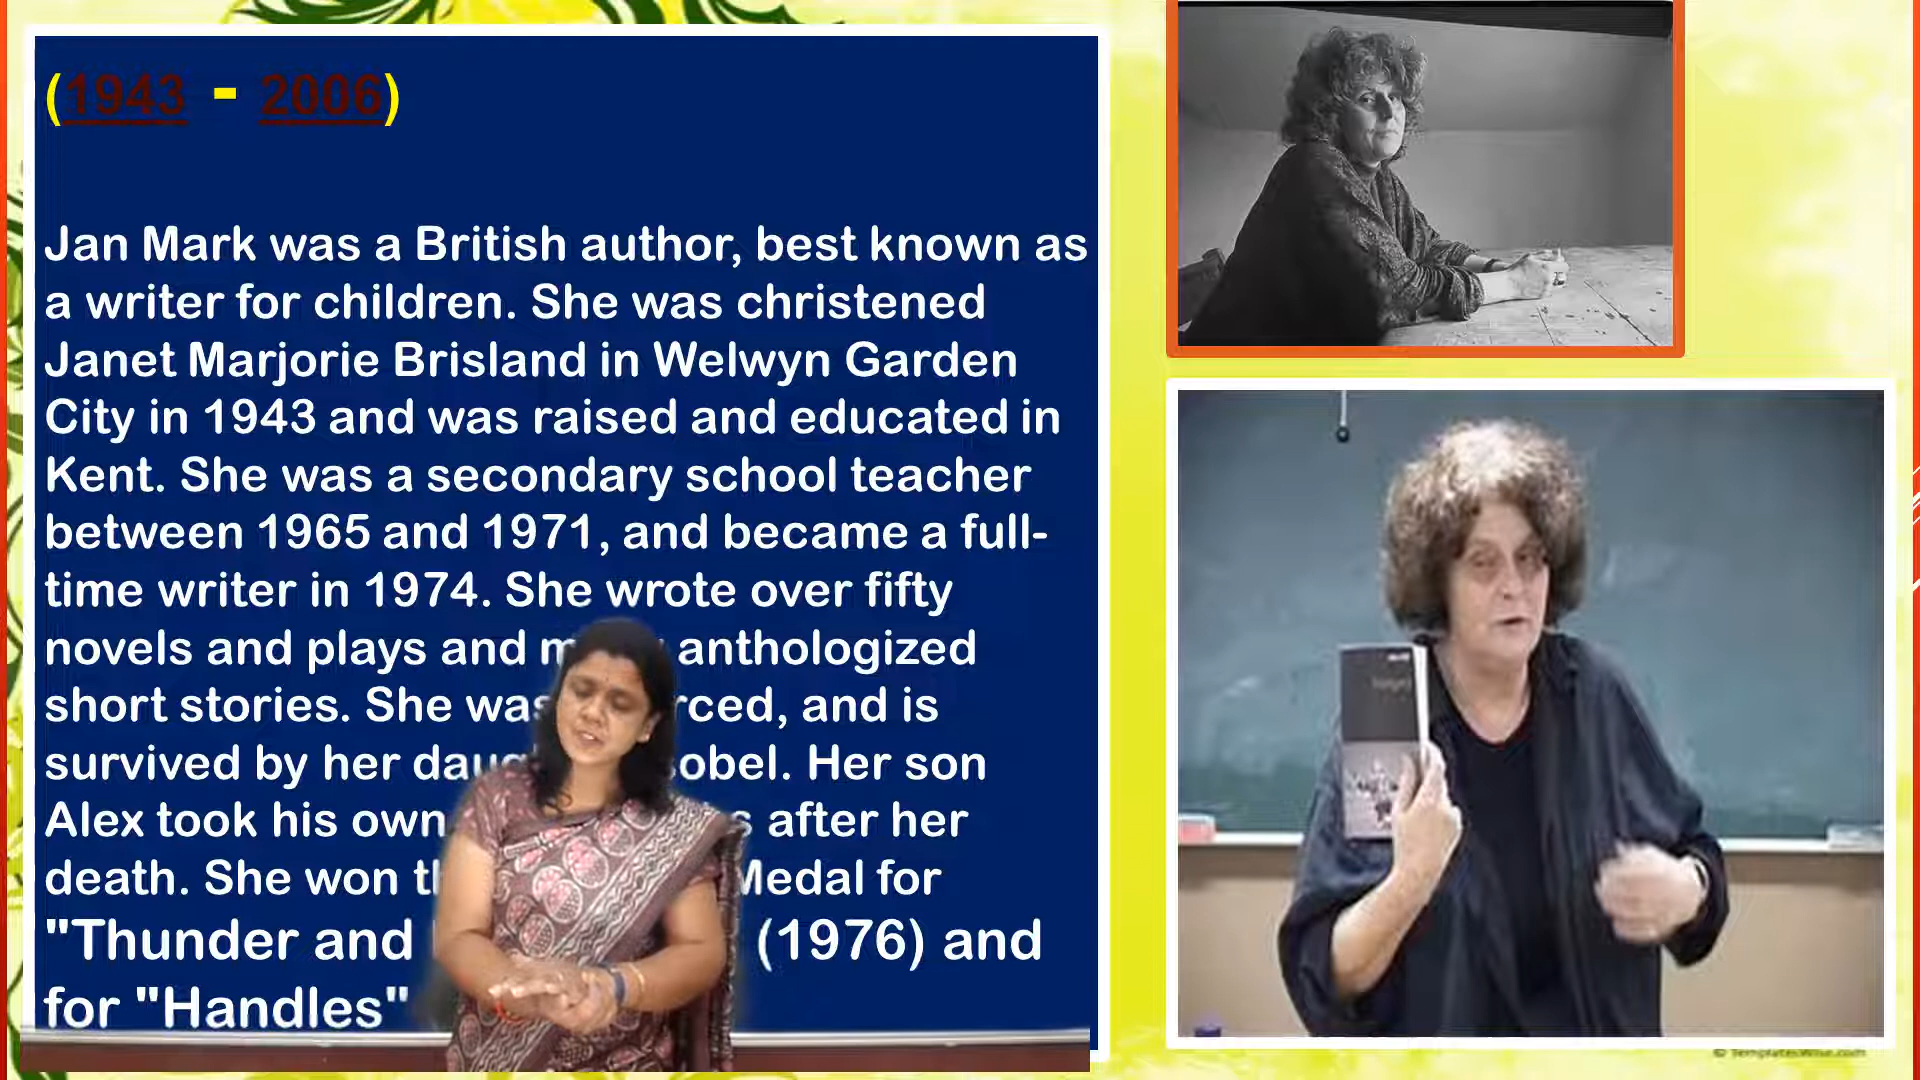 (1943 - 2006)
Jan Mark was a British author, best known as
a writer for children. She was christened
Janet Marjorie Brisland in Welwyn Garden
City in 1943 and was raised and educated in
Kent. She was a secondary school teacher
between 1965 and 1971, and became a full-
time writer in 1974. She wrote over fifty
novels and plays and anthologized
short stories. She was rced, and is
survived by her daug obel. Her son
Alex took his own s after her
death. She won th Medal for
"Thunder and (1976) and
for "Handles"
© TemplatesWise.com